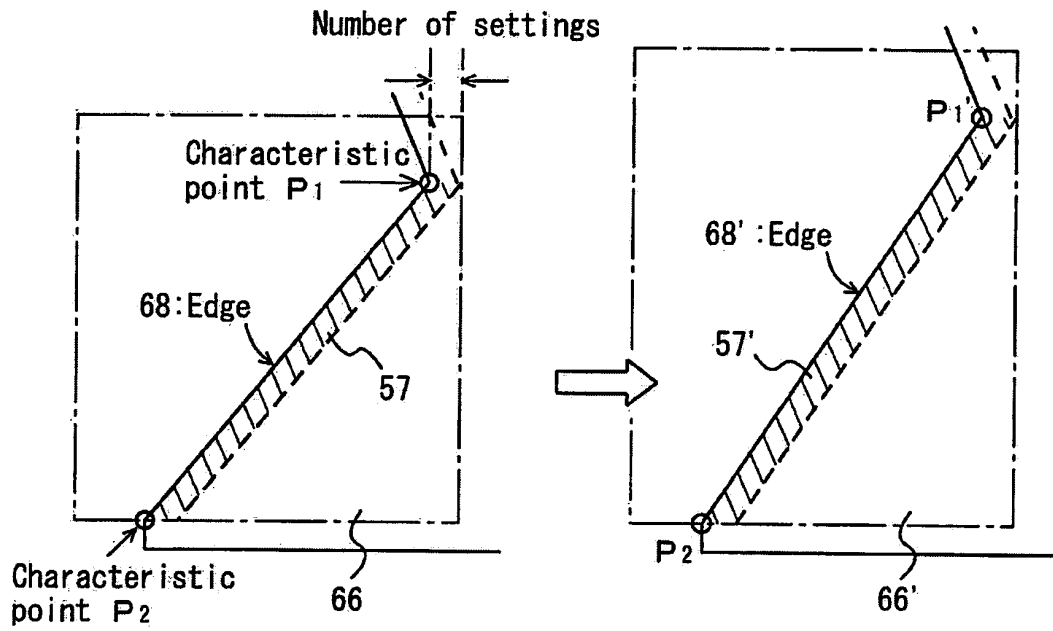 Number of settings
Characteristic
point P1
P1'
68:Edge
68':Edge
57
57'
P2
Characteristic
point P2
66
66'